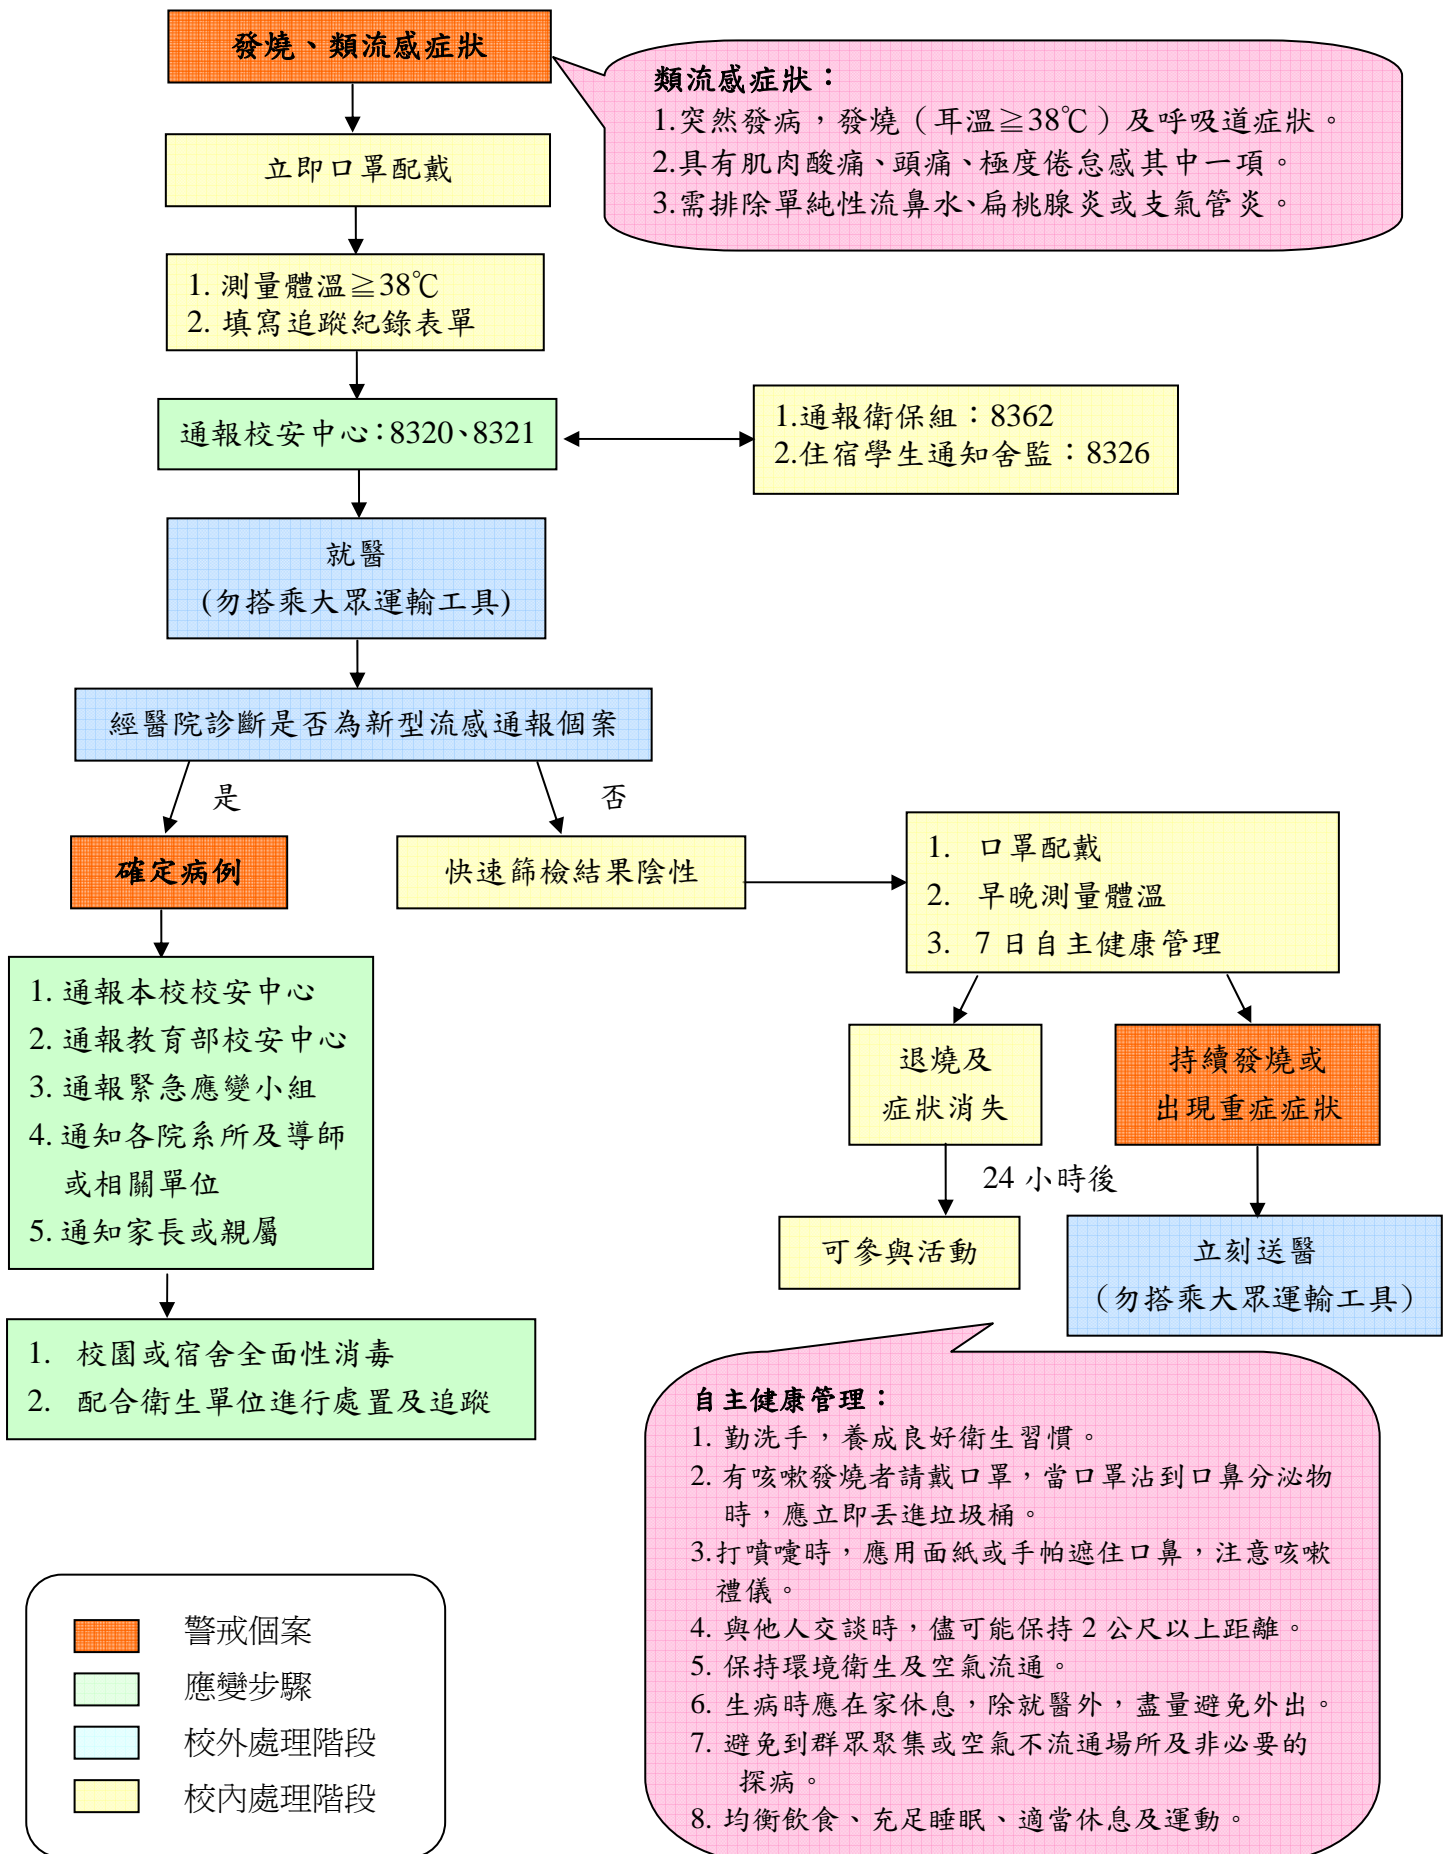 發燒、類流感症狀
類流感症狀：
1.突然發病，發燒（耳溫≧38℃）及呼吸道症狀。
2.具有肌肉酸痛、頭痛、極度倦怠感其中一項。
3.需排除單純性流鼻水、扁桃腺炎或支氣管炎。
立即口罩配戴
1. 測量體溫≧38℃
2. 填寫追蹤紀錄表單
通報校安中心：8320、8321
1.通報衛保組：8362
2.住宿學生通知舍監：8326
就醫
(勿搭乘大眾運輸工具)
經醫院診斷是否為新型流感通報個案
是
否
確定病例
快速篩檢結果陰性
1. 口罩配戴
2. 早晚測量體溫
3. 7 日自主健康管理
1. 通報本校校安中心
2. 通報教育部校安中心
3. 通報緊急應變小組
4. 通知各院系所及導師
或相關單位
5. 通知家長或親屬
退燒及
症狀消失
持續發燒或
出現重症症狀
24 小時後
可參與活動
立刻送醫
（勿搭乘大眾運輸工具）
1. 校園或宿舍全面性消毒
2. 配合衛生單位進行處置及追蹤
自主健康管理：
1. 勤洗手，養成良好衛生習慣。
2. 有咳嗽發燒者請戴口罩，當口罩沾到口鼻分泌物
時，應立即丟進垃圾桶。
3.打噴嚏時，應用面紙或手帕遮住口鼻，注意咳嗽
禮儀。
4. 與他人交談時，儘可能保持 2 公尺以上距離。
5. 保持環境衛生及空氣流通。
6. 生病時應在家休息，除就醫外，盡量避免外出。
7. 避免到群眾聚集或空氣不流通場所及非必要的
探病。
8. 均衡飲食、充足睡眠、適當休息及運動。
警戒個案
應變步驟
校外處理階段
校內處理階段